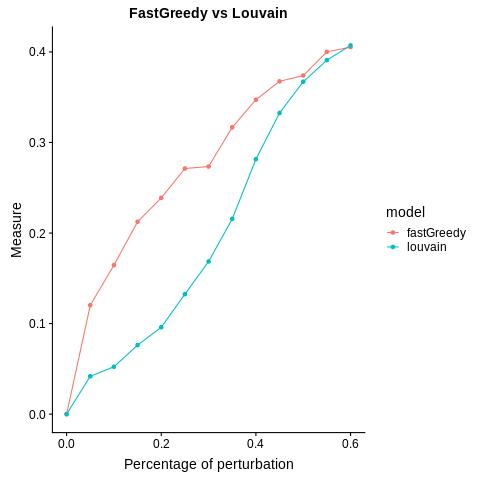 FastGreedy vs Louvain
Measure
0.4
0.3
0.2
0.1
0.0
0.0 0.2 0.4 0.6
Percentage of perturbation
model
fastGreedy
louvain